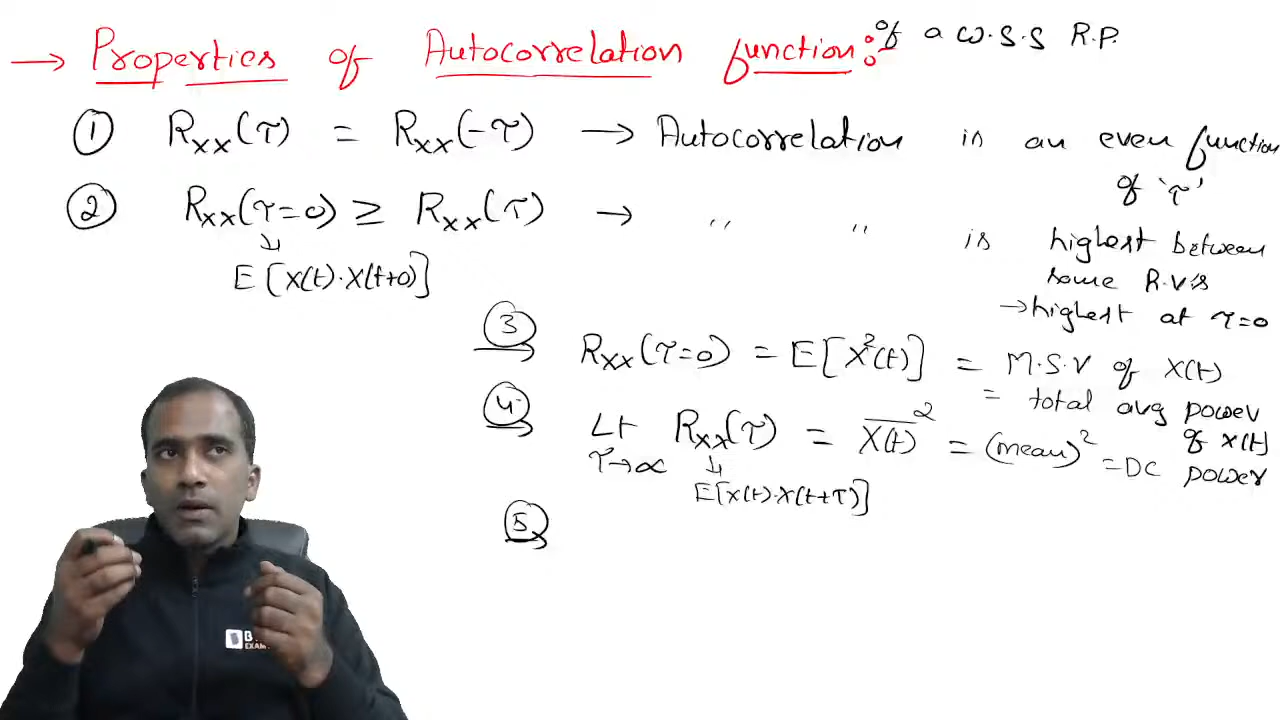 → Properties of Autocorrelation function: of a W.S.S R.P.
① Rxx(τ) = Rxx(-τ) → Autocorrelation is an even function
of 'τ'
② Rxx(τ=0) ≥ Rxx(τ) → " " is highest between
same R.V's
→ highest at τ=0
↓
E[X(t)·X(t+0)]
③ Rxx(τ=0) = E[X²(t)] = M.S.V of X(t)
= total avg power
of X(t)
④ Lt τ→∞ Rxx(τ) = X̅(̅t̅)̅² = (mean)² = DC power
↓
E[X(t)·X(t+τ)]
⑤